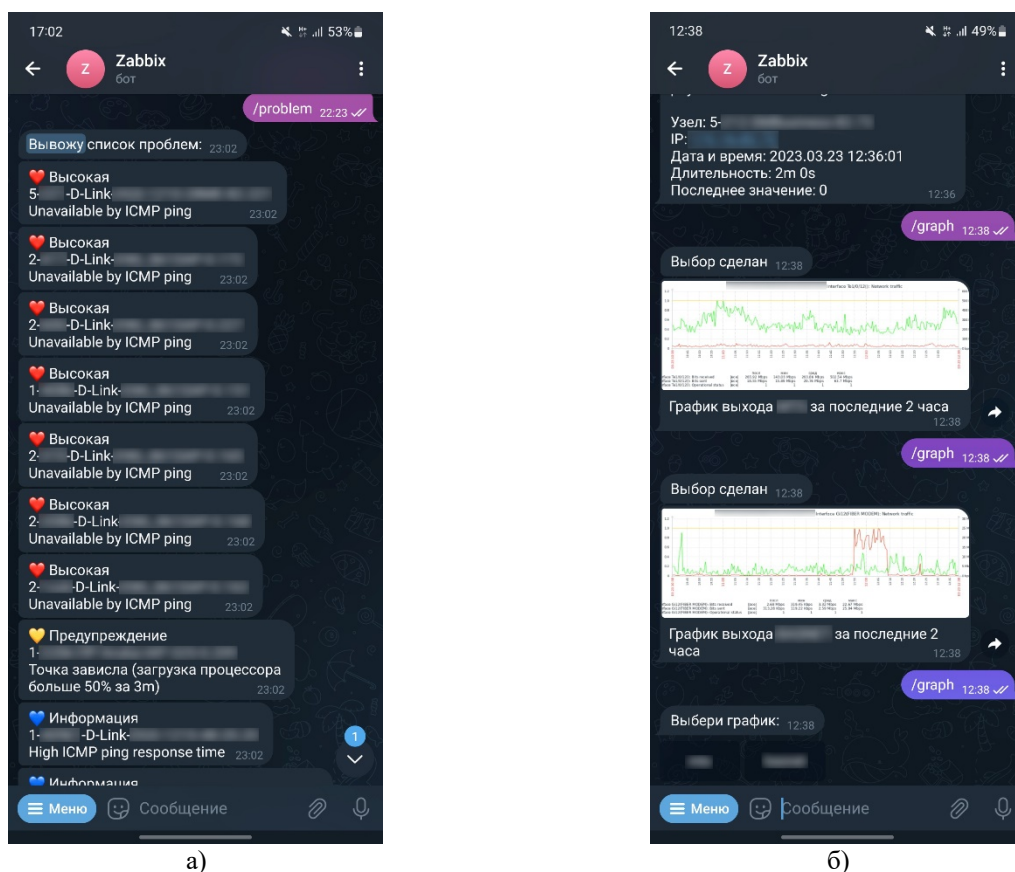 17:02
53%
Z
Zabbix
бот
/problem 22:23
Вывожу список проблем: 23:02
Высокая
5- -D-Link-
Unavailable by ICMP ping 23:02
Высокая
2- -D-Link-
Unavailable by ICMP ping 23:02
Высокая
2- -D-Link-
Unavailable by ICMP ping 23:02
Высокая
1- -D-Link-
Unavailable by ICMP ping 23:02
Высокая
2- -D-Link-
Unavailable by ICMP ping 23:02
Высокая
2- -D-Link-
Unavailable by ICMP ping 23:02
Высокая
2- -D-Link-
Unavailable by ICMP ping 23:02
Предупреждение
1-
Точка зависла (загрузка процессора
больше 50% за 3m) 23:02
Информация
1- -D-Link-
High ICMP ping response time 23:02
1
Информация
Меню
Сообщение
а)
12:38
49%
Z
Zabbix
бот
Узел: 5-
IP:
Дата и время: 2023.03.23 12:36:01
Длительность: 2m 0s
Последнее значение: 0 12:36
/graph 12:38
Выбор сделан 12:38
Network traffic
График выхода за последние 2 часа
12:38
/graph 12:38
Выбор сделан 12:38
Network traffic
График выхода за последние 2
часа 12:38
/graph 12:38
Выбери график: 12:38
Меню
Сообщение
б)